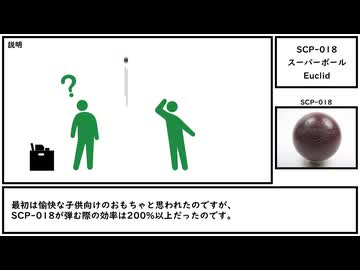 説明
?
SCP-018
スーパーボール
Euclid
SCP-018
最初は愉快な子供向けのおもちゃと思われたのですが、
SCP-018が弾む際の効率は200%以上だったのです。